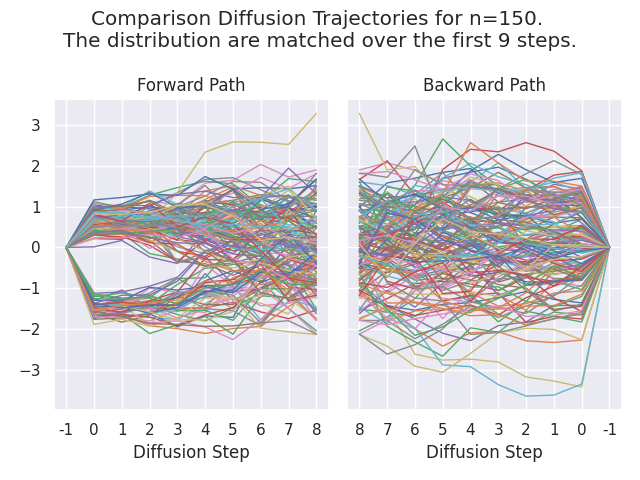 Comparison Diffusion Trajectories for n=150.
The distribution are matched over the first 9 steps.
Forward Path
Backward Path
3
2
1
0
−1
−2
−3
-1 0 1 2 3 4 5 6 7 8
8 7 6 5 4 3 2 1 0 -1
Diffusion Step
Diffusion Step